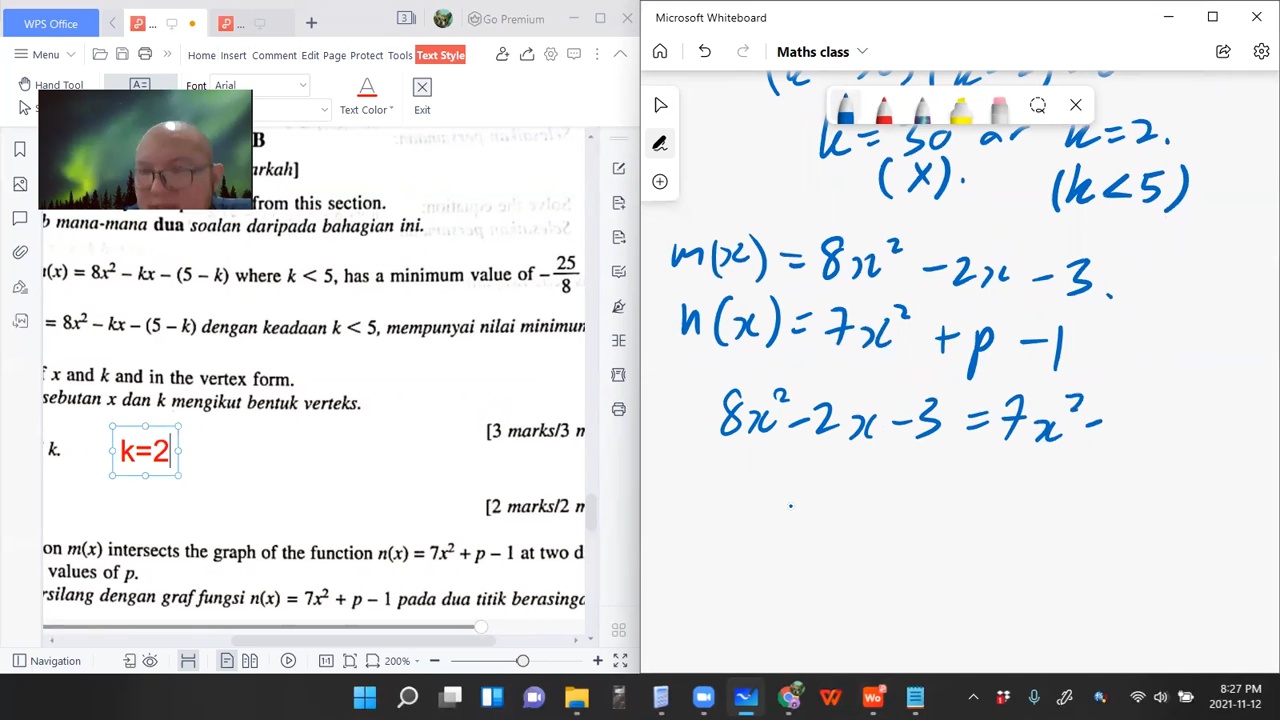 WPS Office
...
...
3
Go Premium
Microsoft Whiteboard
Menu
Home Insert Comment Edit Page Protect Tools Text Style
Maths class
Hand Tool
Font Arial
Text Color
Exit
B
arkah]
from this section.
b mana-mana dua soalan daripada bahagian ini.
(x) = 8x² − kx − (5 − k) where k < 5, has a minimum value of −25/8
= 8x² − kx − (5 − k) dengan keadaan k < 5, mempunyai nilai minimum
f x and k and in the vertex form.
sebutan x dan k mengikut bentuk verteks.
[3 marks/3 m
k.
k=2
[2 marks/2 m
on m(x) intersects the graph of the function n(x) = 7x² + p − 1 at two d
values of p.
rsilang dengan graf fungsi n(x) = 7x² + p − 1 pada dua titik berasinga
k = 30 or k = 2.
(X). (k < 5)
m(x) = 8x² − 2x − 3.
n(x) = 7x² + p − 1
8x² − 2x − 3 = 7x² −
Navigation
200%
8:27 PM
2021-11-12